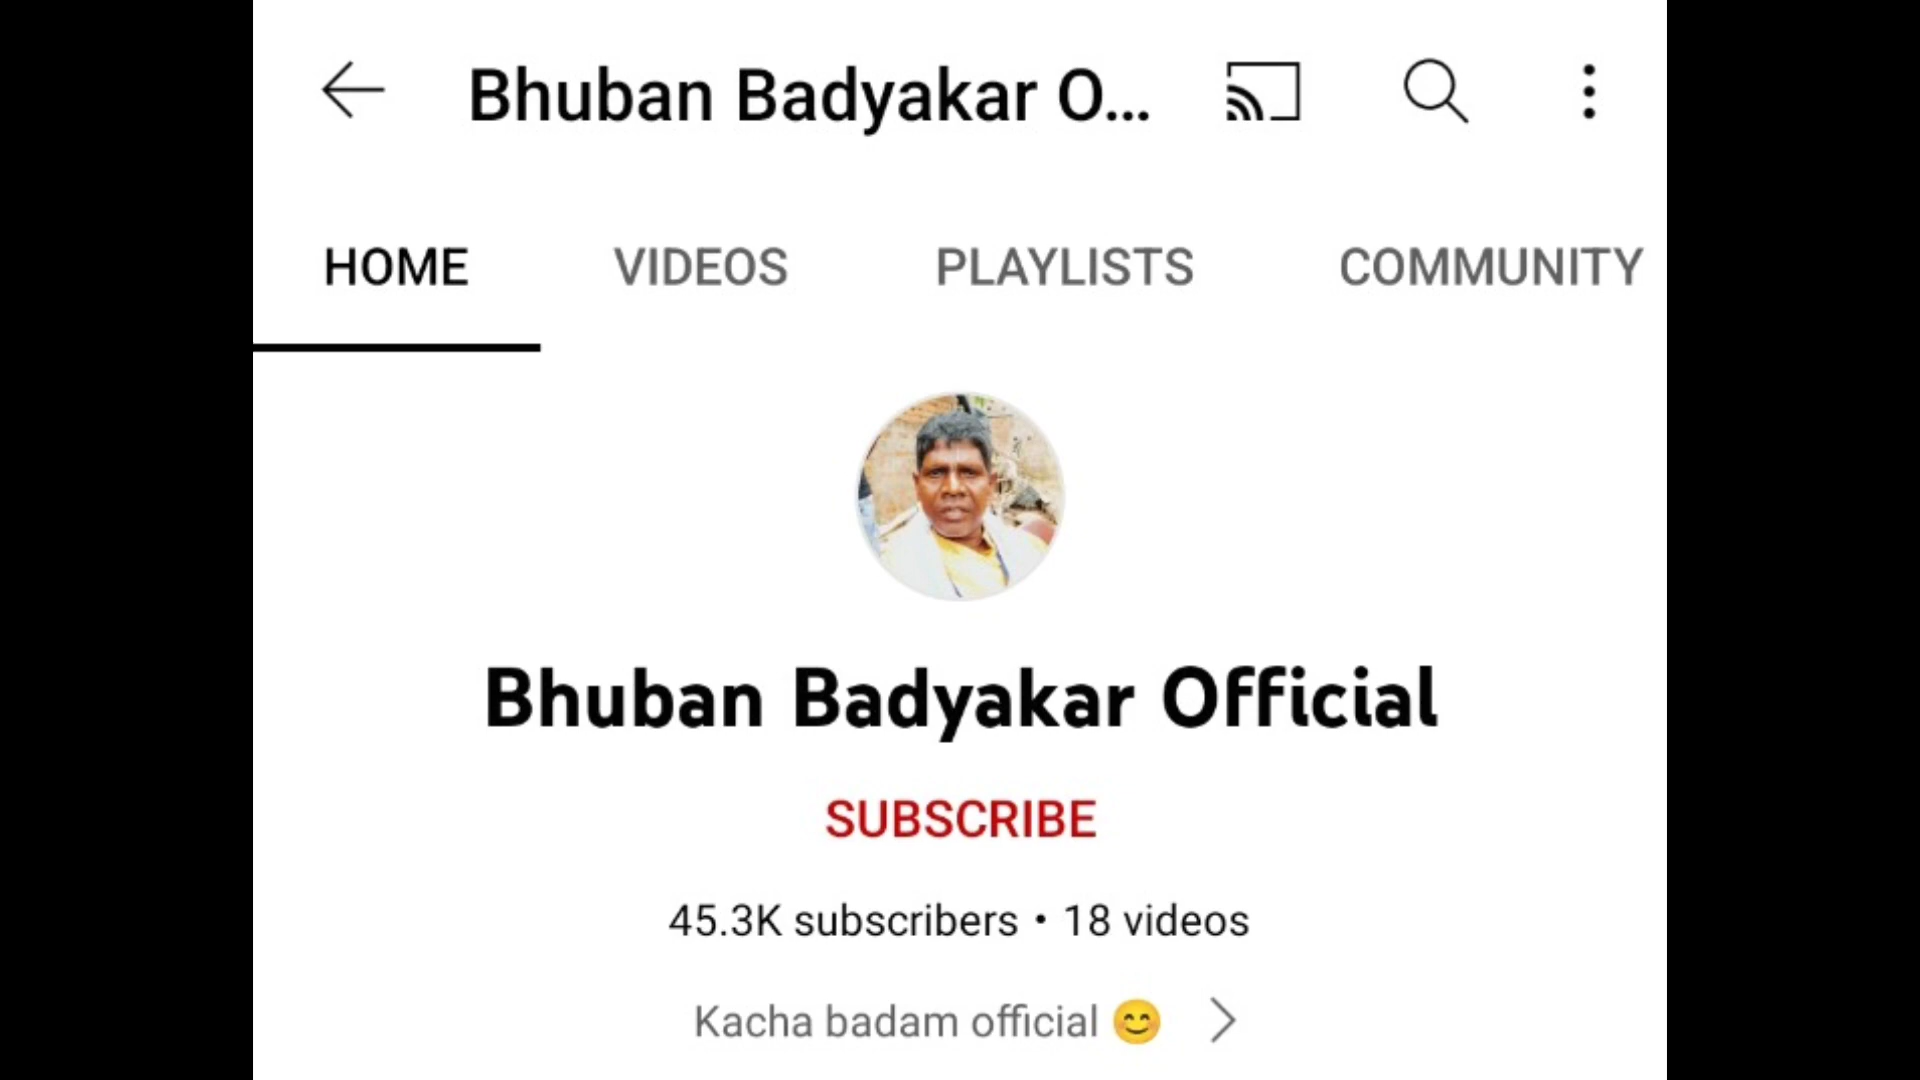 Bhuban Badyakar O...
HOME VIDEOS PLAYLISTS COMMUNITY
Bhuban Badyakar Official
SUBSCRIBE
45.3K subscribers • 18 videos
Kacha badam official 😊